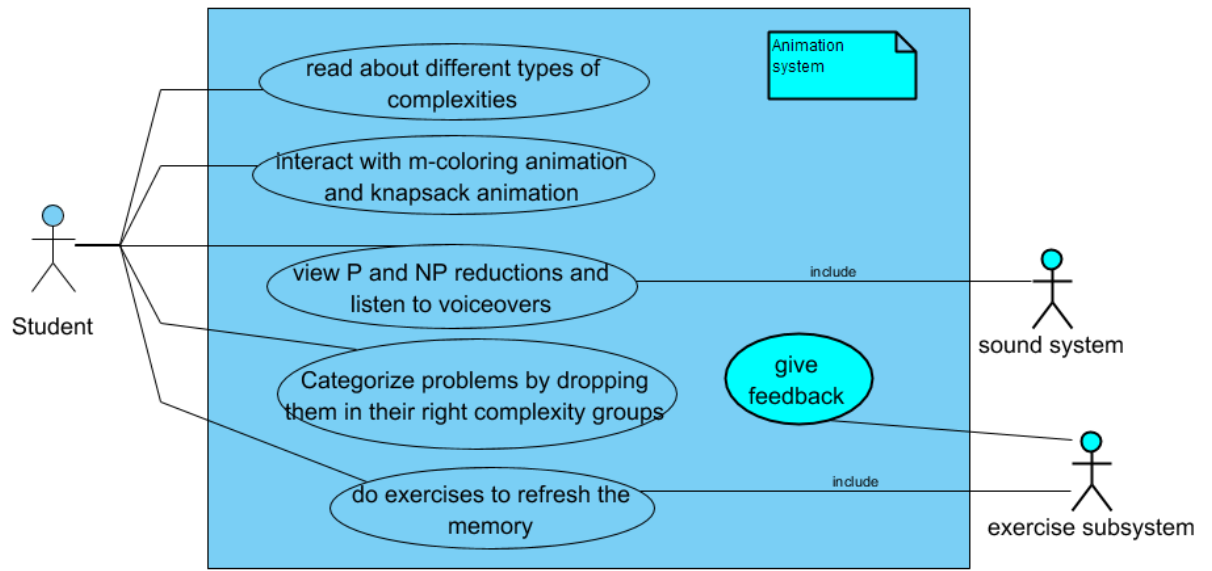 Animation
system
read about different types of
complexities
interact with m-coloring animation
and knapsack animation
view P and NP reductions and
listen to voiceovers
include
Student
sound system
Categorize problems by dropping
them in their right complexity groups
give
feedback
do exercises to refresh the
memory
include
exercise subsystem